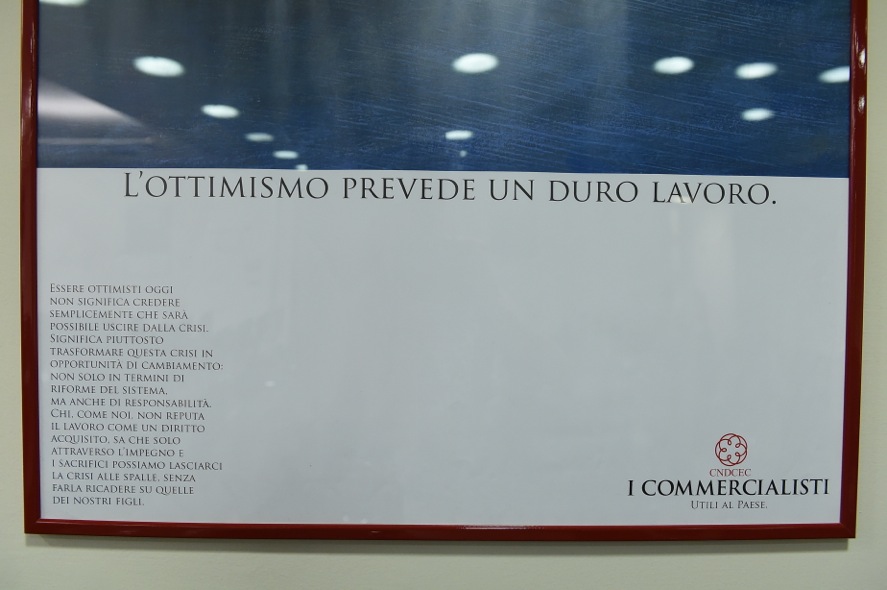 L'OTTIMISMO PREVEDE UN DURO LAVORO.
ESSERE OTTIMISTI OGGI
NON SIGNIFICA CREDERE
SEMPLICEMENTE CHE SARÀ
POSSIBILE USCIRE DALLA CRISI.
SIGNIFICA PIUTTOSTO
TRASFORMARE QUESTA CRISI IN
OPPORTUNITÀ DI CAMBIAMENTO:
NON SOLO IN TERMINI DI
RIFORME DEL SISTEMA,
MA ANCHE DI RESPONSABILITÀ.
CHI, COME NOI, NON REPUTA
IL LAVORO COME UN DIRITTO
ACQUISITO, SA CHE SOLO
ATTRAVERSO L'IMPEGNO E
I SACRIFICI POSSIAMO LASCIARCI
LA CRISI ALLE SPALLE, SENZA
FARLA RICADERE SU QUELLE
DEI NOSTRI FIGLI.
CNDCEC
I COMMERCIALISTI
UTILI AL PAESE.